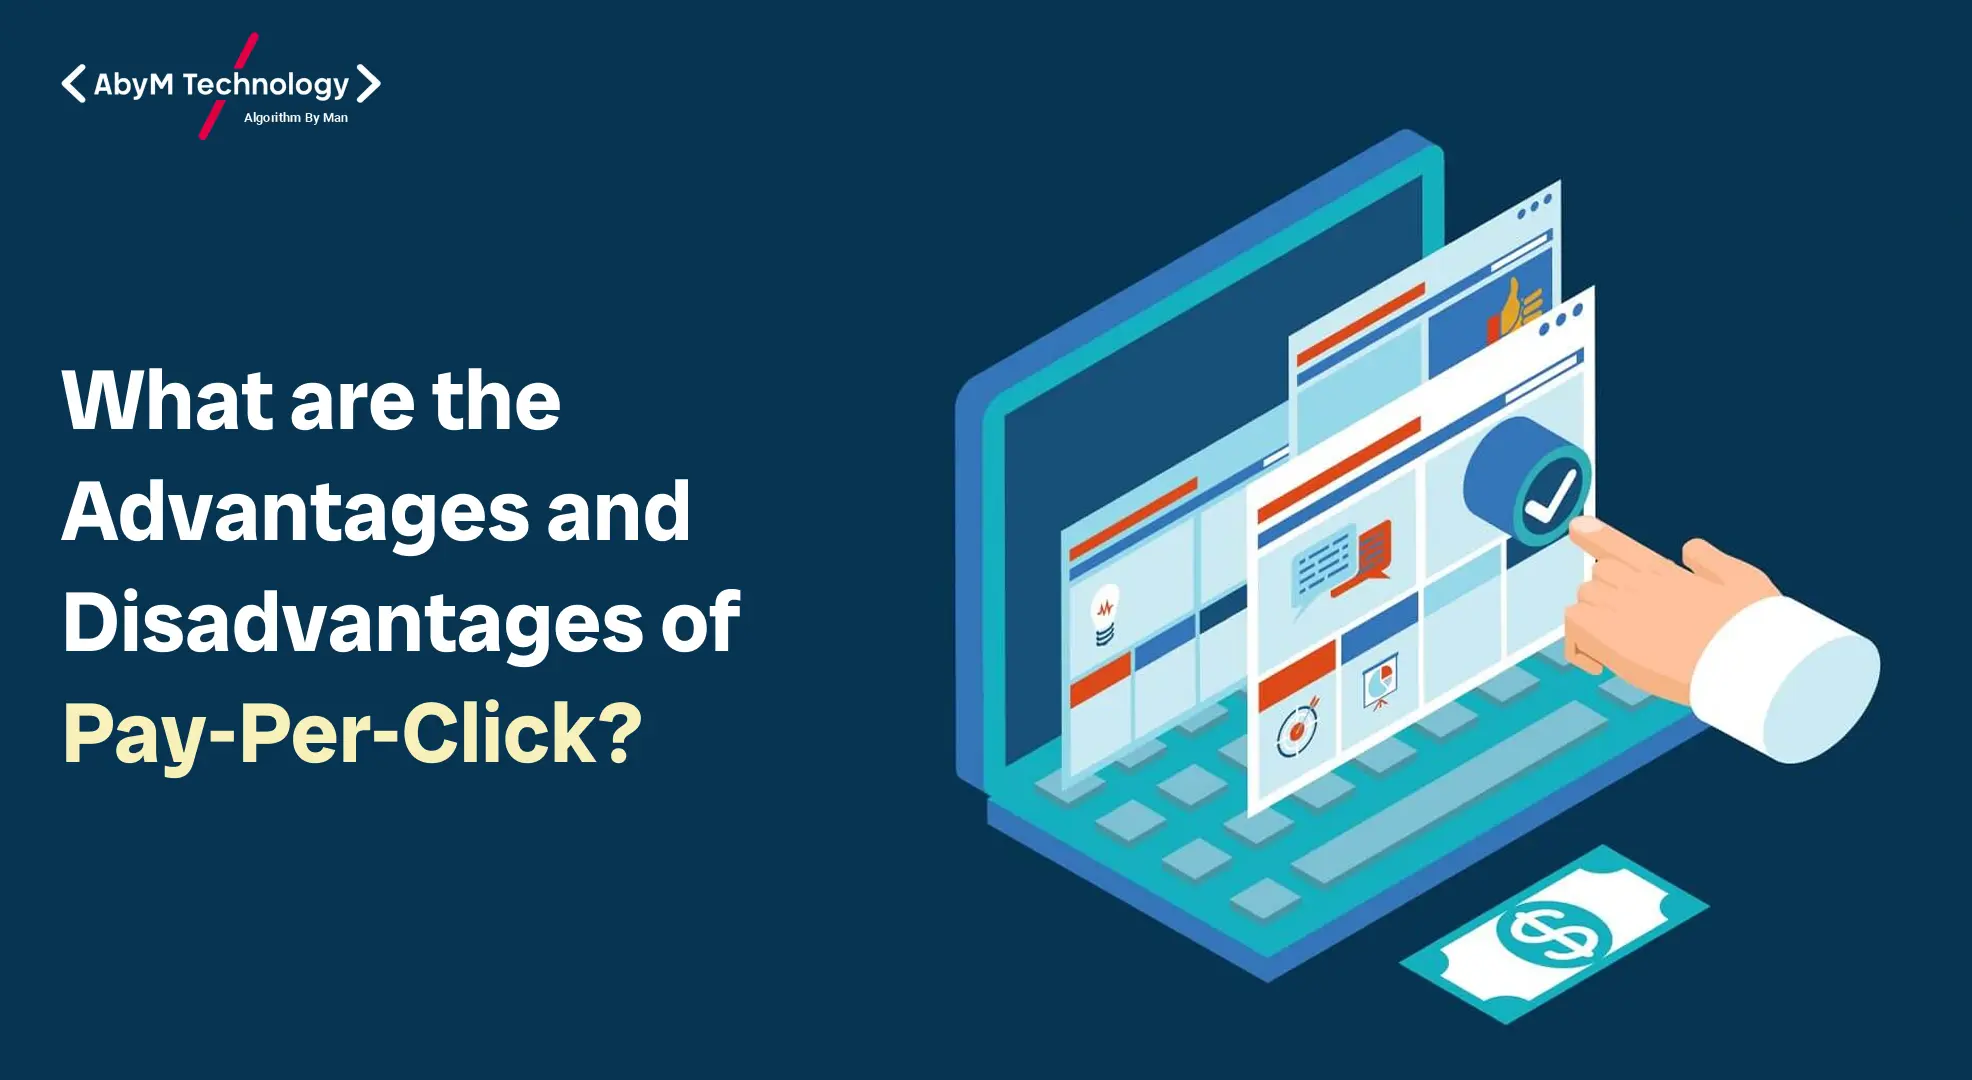 AbyM Technology
Algorithm By Man
What are the
Advantages and
Disadvantages of
Pay-Per-Click?
$